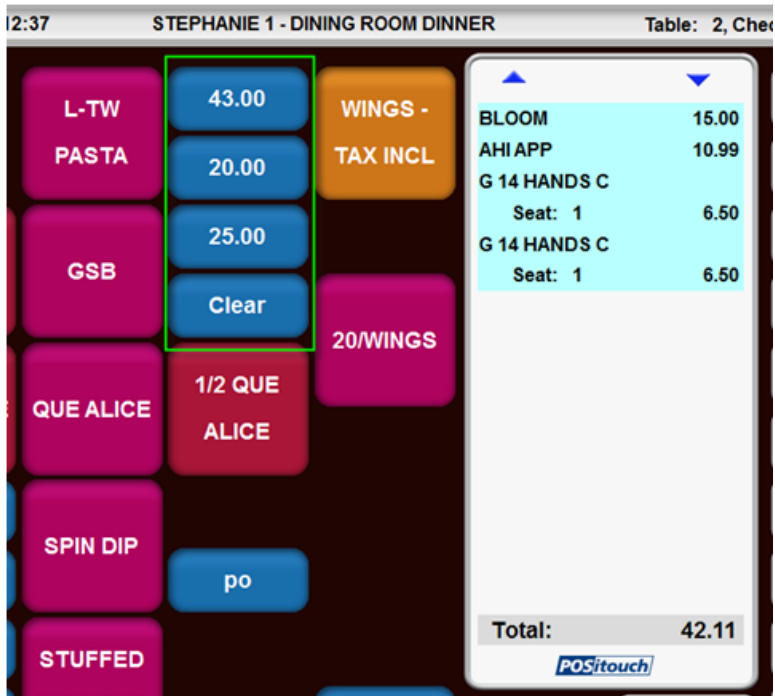 12:37 STEPHANIE 1 - DINING ROOM DINNER Table: 2, Chec
L-TW
PASTA
43.00
20.00
WINGS -
TAX INCL
GSB
25.00
Clear
20/WINGS
QUE ALICE
1/2 QUE
ALICE
SPIN DIP
po
STUFFED
BLOOM 15.00
AHI APP 10.99
G 14 HANDS C
Seat: 1 6.50
G 14 HANDS C
Seat: 1 6.50
Total: 42.11
POSitouch